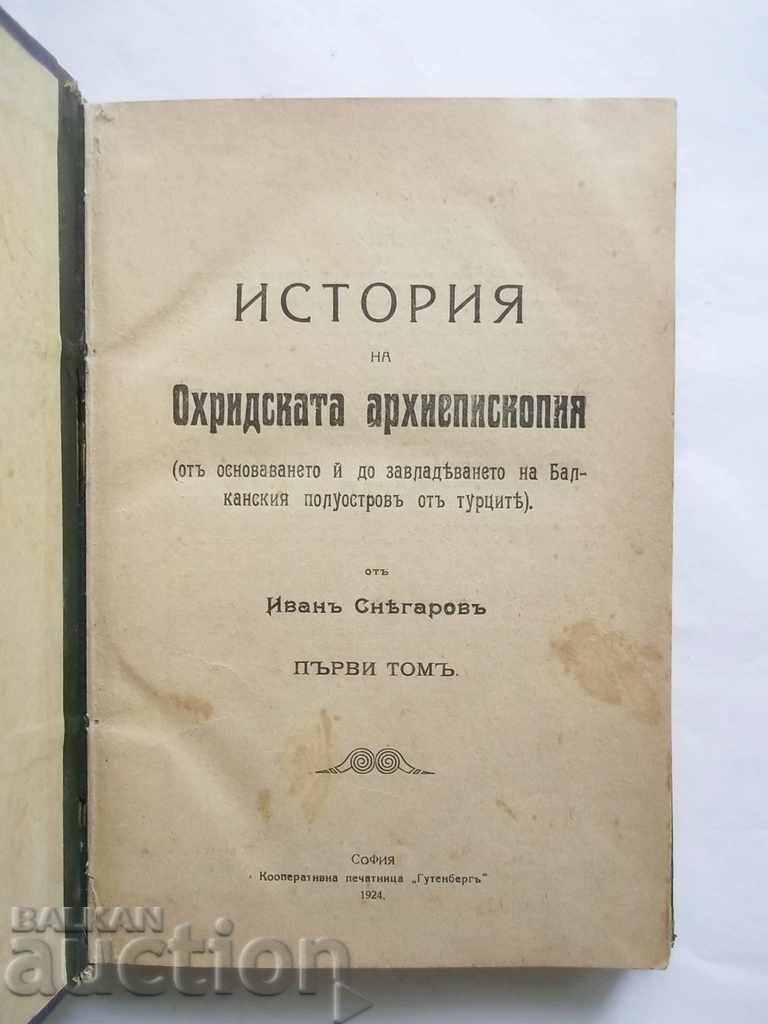 ИСТОРИЯ
НА
Охридската архиепископия
(отъ основаването й до завладѣването на Бал-
канския полуостровъ отъ турцитѣ).
отъ
Иванъ Снѣгаровъ
ПЪРВИ ТОМЪ.
СОФИЯ
Кооперативна печатница „Гутенбергъ"
1924.
BALKAN
auction